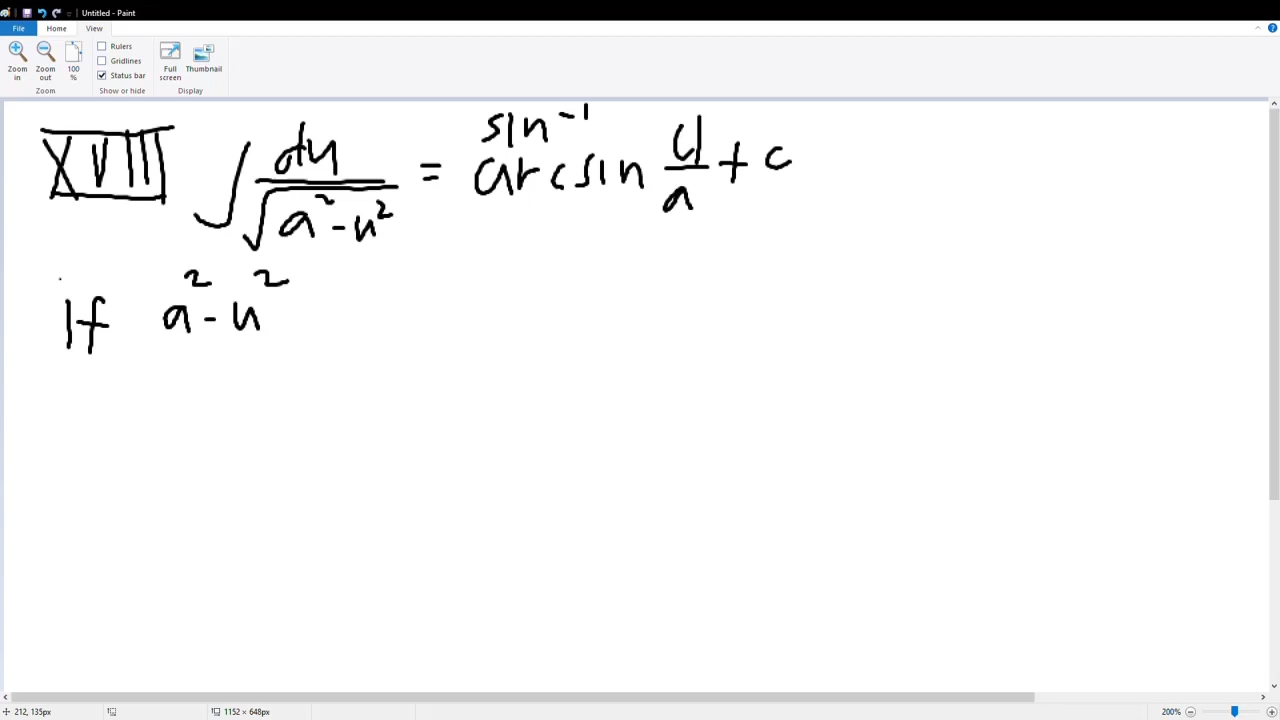 Untitled - Paint
File Home View
Zoom in
Zoom out
100 %
Rulers
Gridlines
Status bar
Full screen
Thumbnail
Zoom
Show or hide
Display
XVIII ∫ du / √(a² - u²) = sin⁻¹ arcsin u/a + c
If a² - u²
212, 135px
1152 × 648px
200%